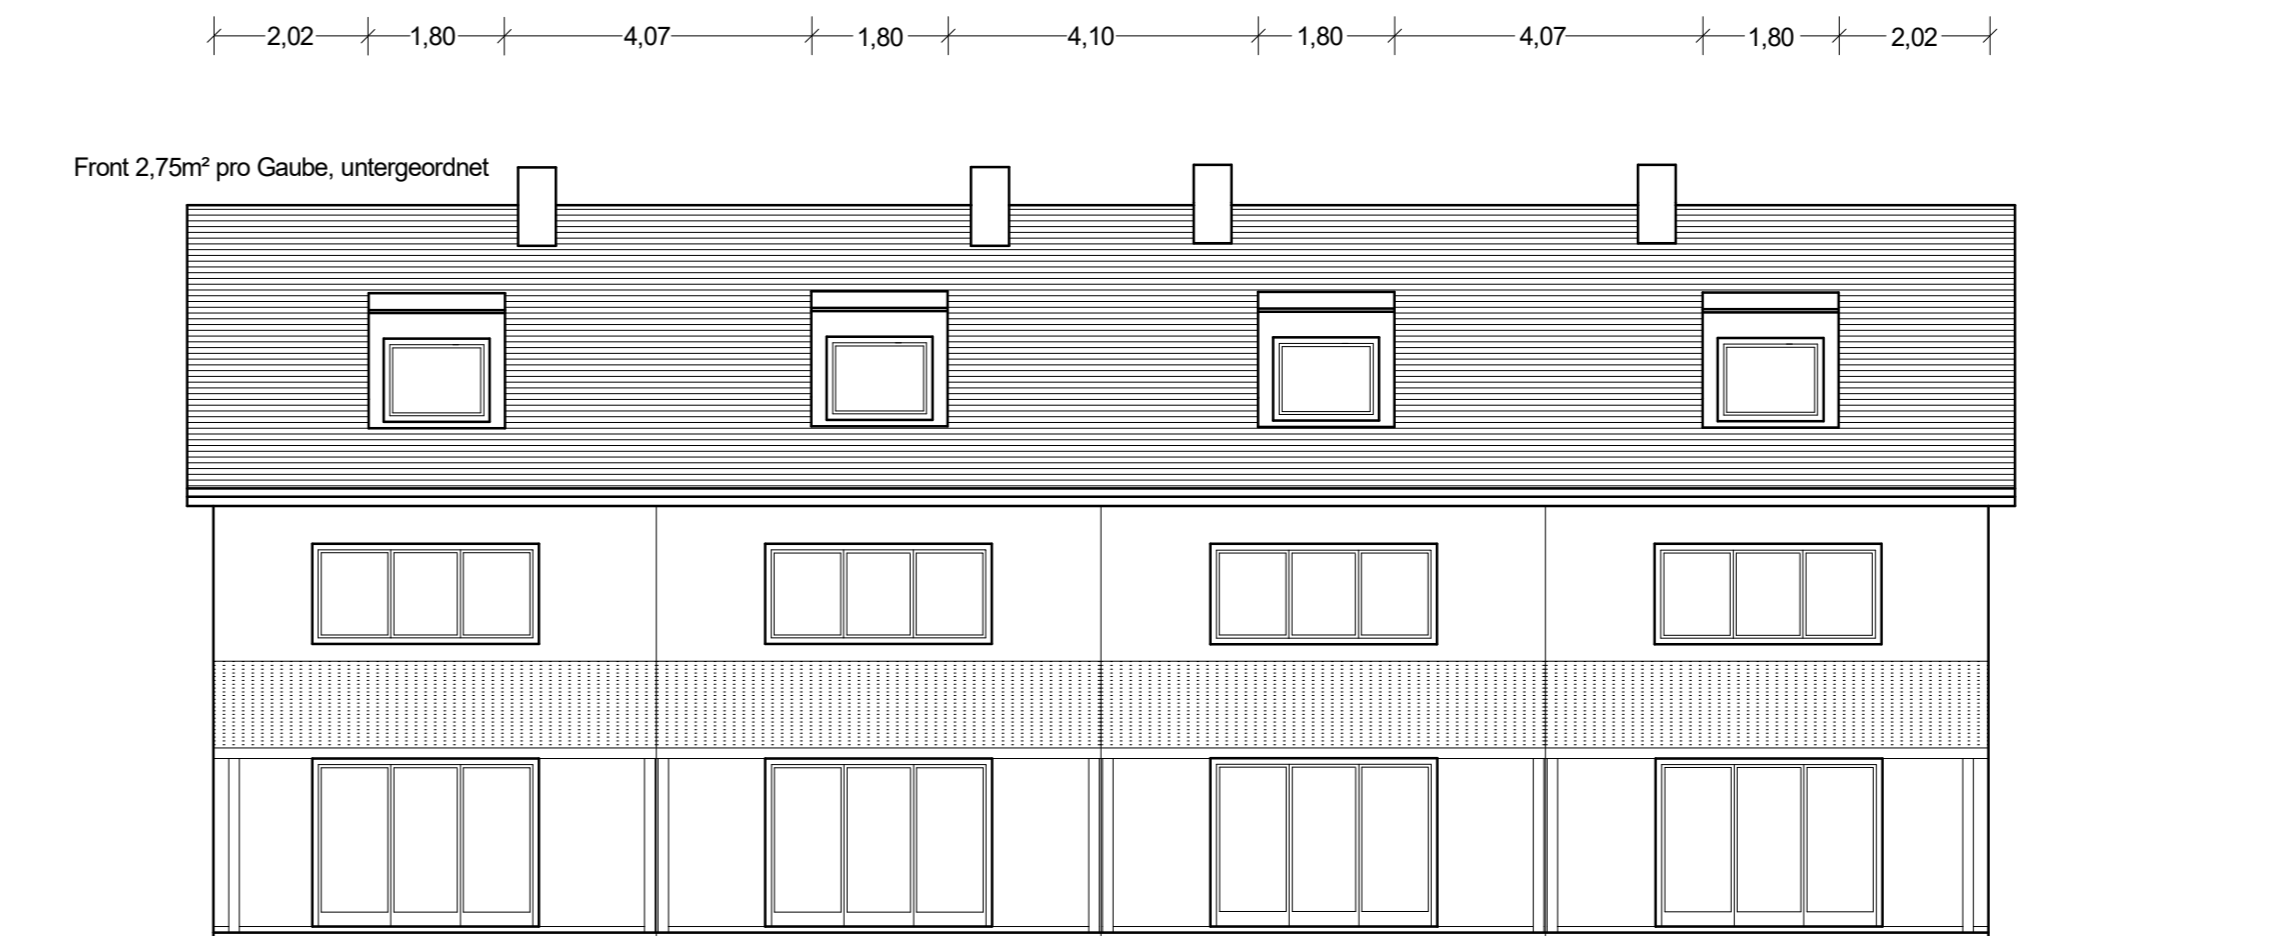 2,02 1,80 4,07 1,80 4,10 1,80 4,07 1,80 2,02
Front 2,75m² pro Gaube, untergeordnet